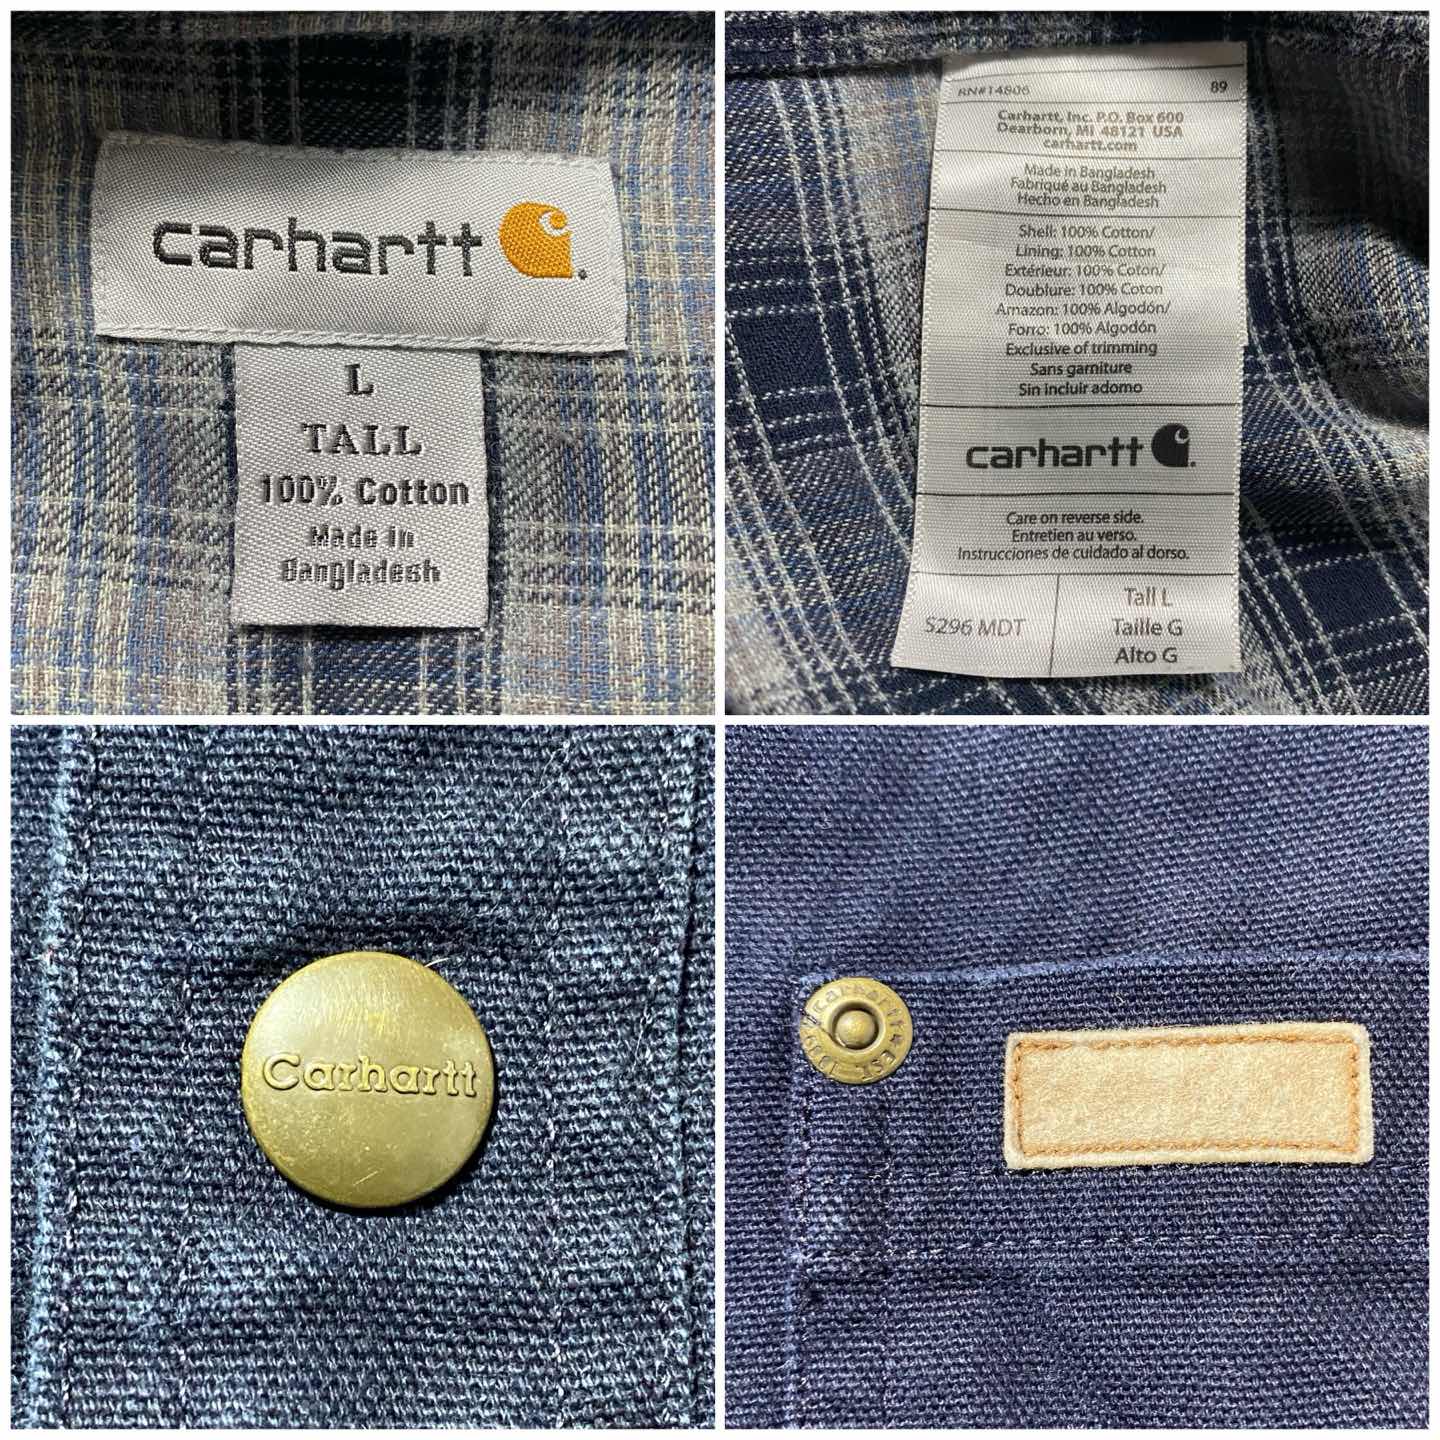 carhartt
L
TALL
100% Cotton
Made in
Bangladesh
RN#14806 89
Carhartt, Inc. P.O. Box 600
Dearborn, MI 48121 USA
carhartt.com
Made in Bangladesh
Fabriqué au Bangladesh
Hecho en Bangladesh
Shell: 100% Cotton/
Lining: 100% Cotton
Extérieur: 100% Coton/
Doublure: 100% Coton
Amazon: 100% Algodón/
Forro: 100% Algodón
Exclusive of trimming
Sans garniture
Sin incluir adorno
carhartt
Care on reverse side.
Entretien au verso.
Instrucciones de cuidado al dorso.
S296 MDT
Tall L
Taille G
Alto G
Carhartt
carhartt EST. 1889